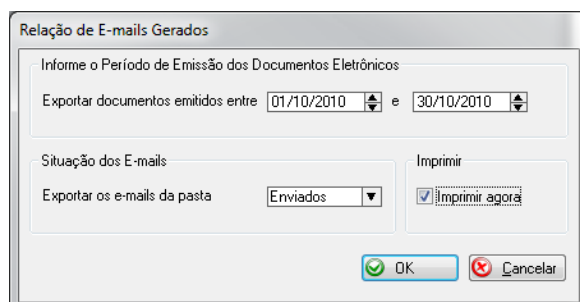 Relação de E-mails Gerados
Informe o Período de Emissão dos Documentos Eletrônicos
Exportar documentos emitidos entre 01/10/2010 e 30/10/2010
Situação dos E-mails
Exportar os e-mails da pasta Enviados
Imprimir
Imprimir agora
OK Cancelar